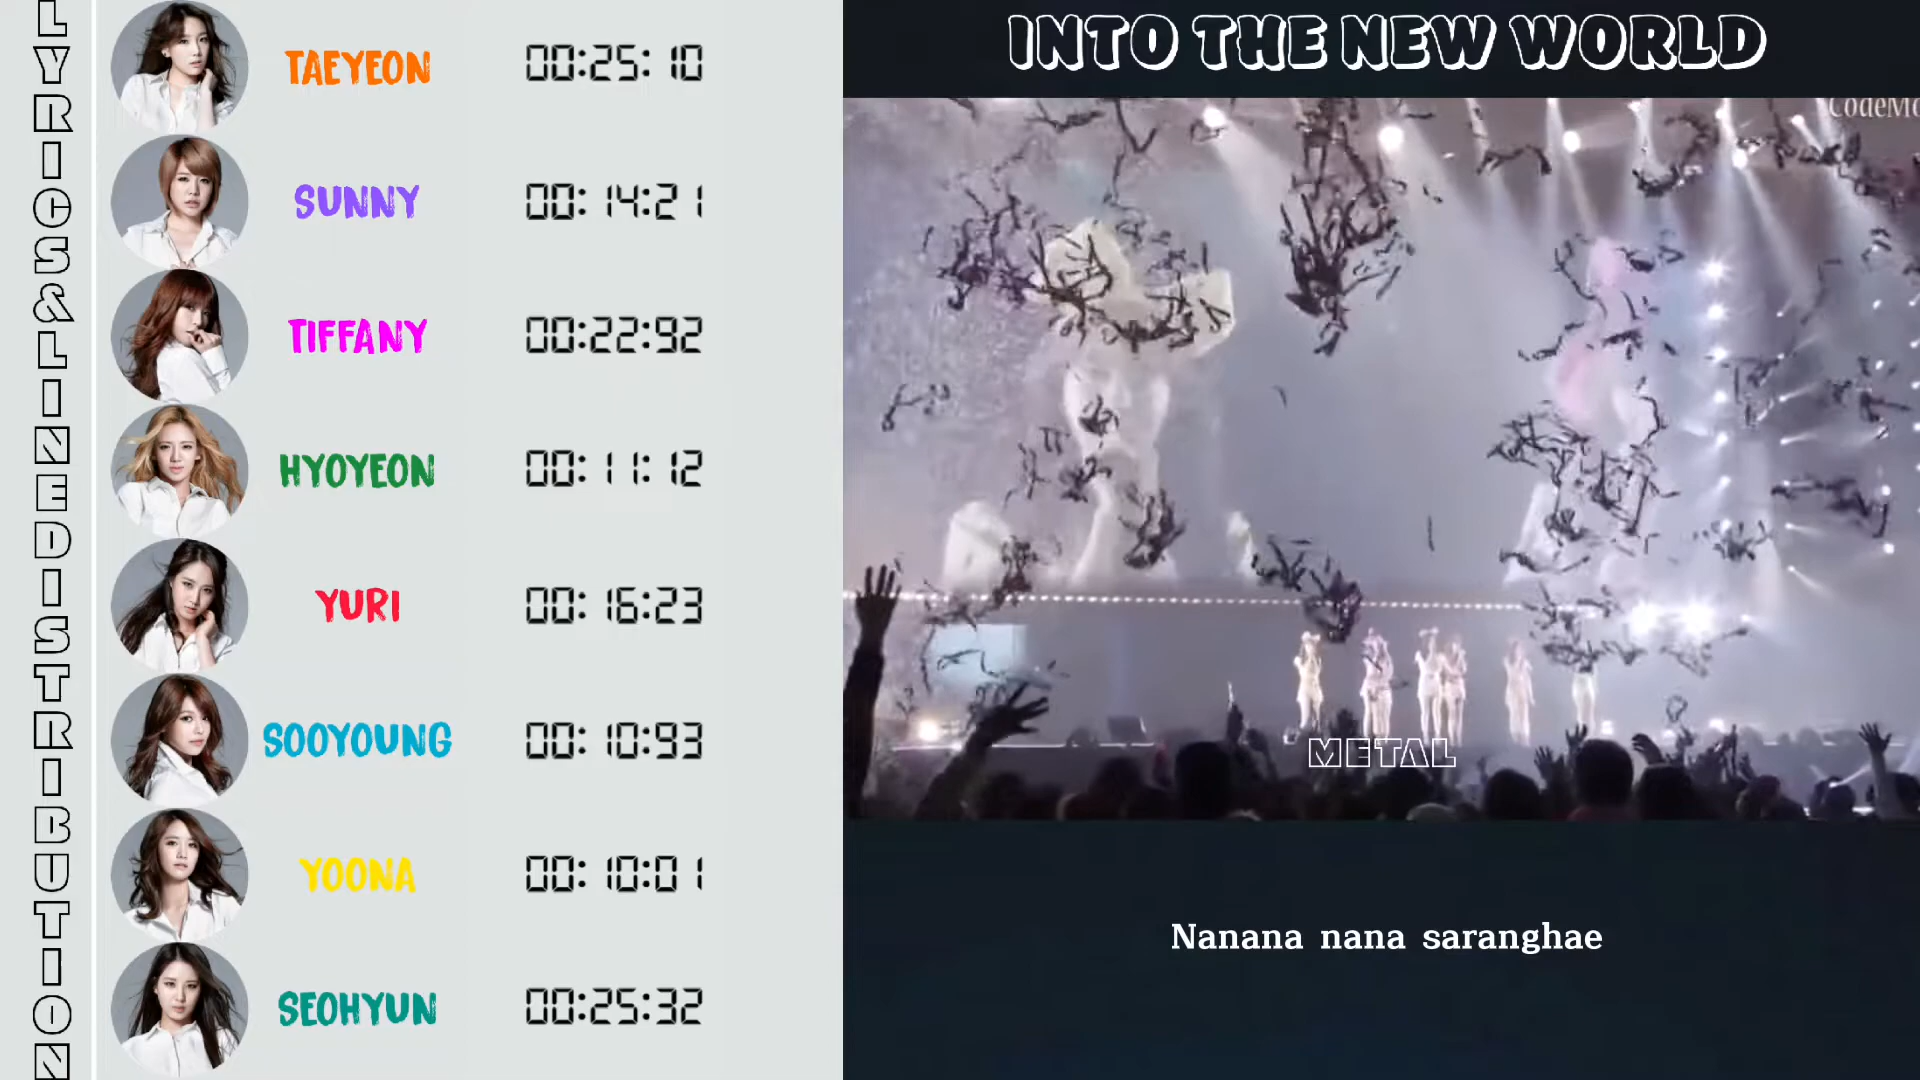 LYRICS&LINEDISTRIBUTION
TAEYEON 00:25:10
SUNNY 00:14:21
TIFFANY 00:22:92
HYOYEON 00:11:12
YURI 00:16:23
SOOYOUNG 00:10:93
YOONA 00:10:01
SEOHYUN 00:25:32
INTO THE NEW WORLD
METAL
Nanana nana saranghae